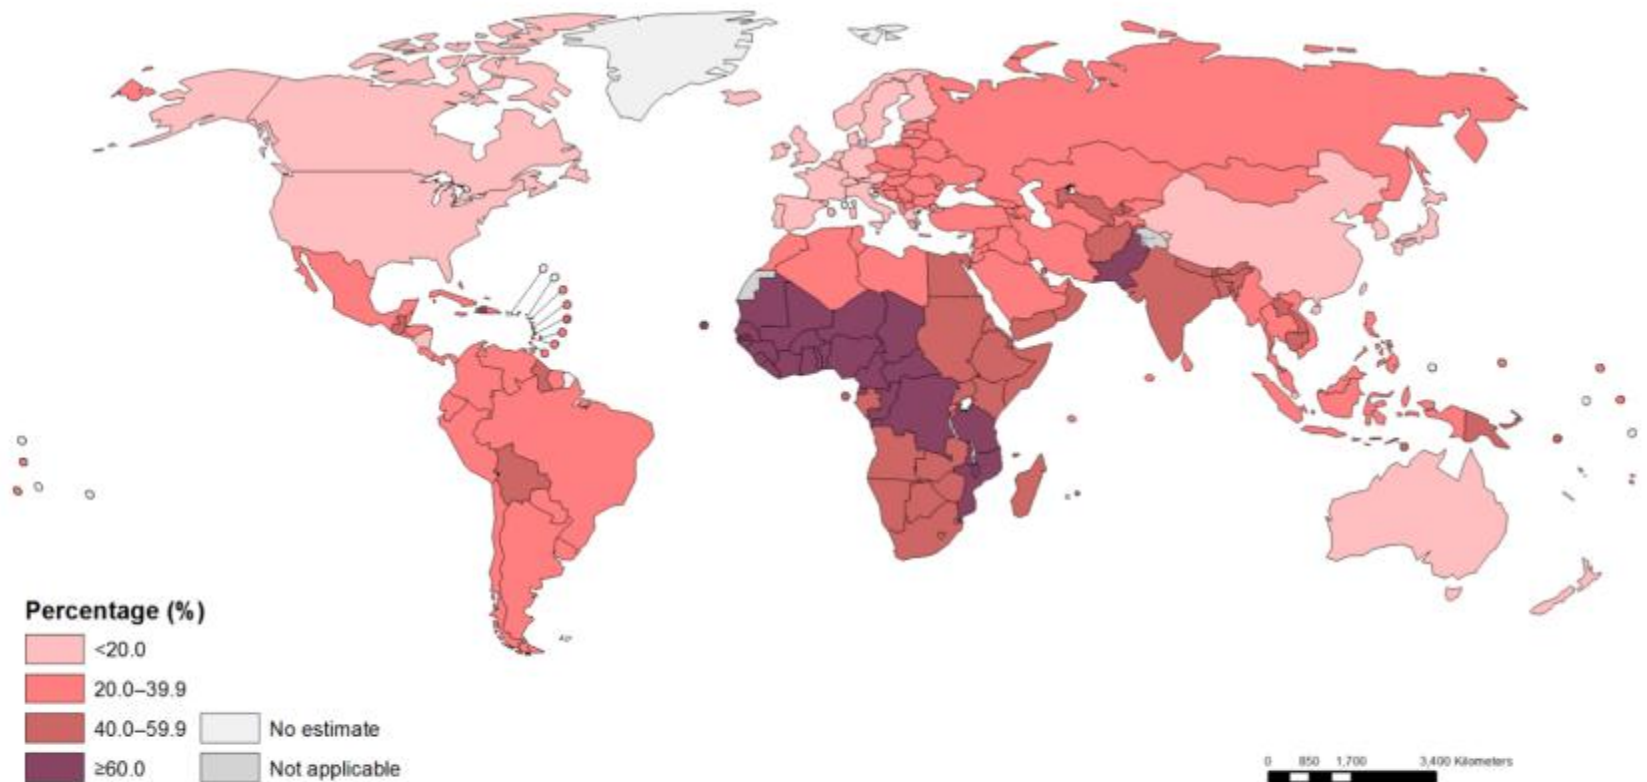 Percentage (%)
<20.0
20.0–39.9
40.0–59.9
≥60.0
No estimate
Not applicable
0 850 1,700 3,400 Kilometers